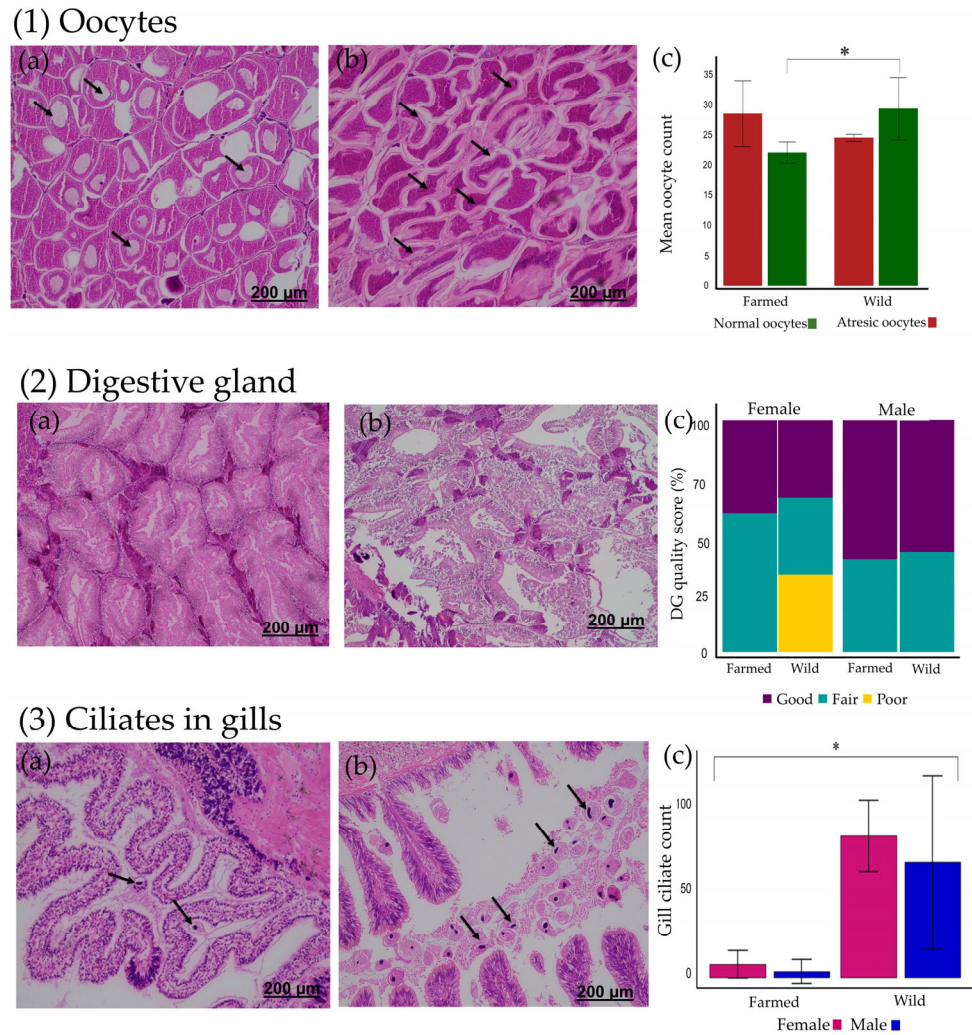 (1) Oocytes
(a)
200 µm
(b)
200 µm
(c)
*
Mean oocyte count
35
30
25
20
15
10
5
0
Farmed
Wild
Normal oocytes
Atresic oocytes
(2) Digestive gland
(a)
200 µm
(b)
200 µm
(c)
Female
Male
DG quality score (%)
100
70
50
25
0
Farmed
Wild
Farmed
Wild
Good
Fair
Poor
(3) Ciliates in gills
(a)
200 µm
(b)
200 µm
(c)
*
Gill ciliate count
100
50
0
Farmed
Wild
Female
Male